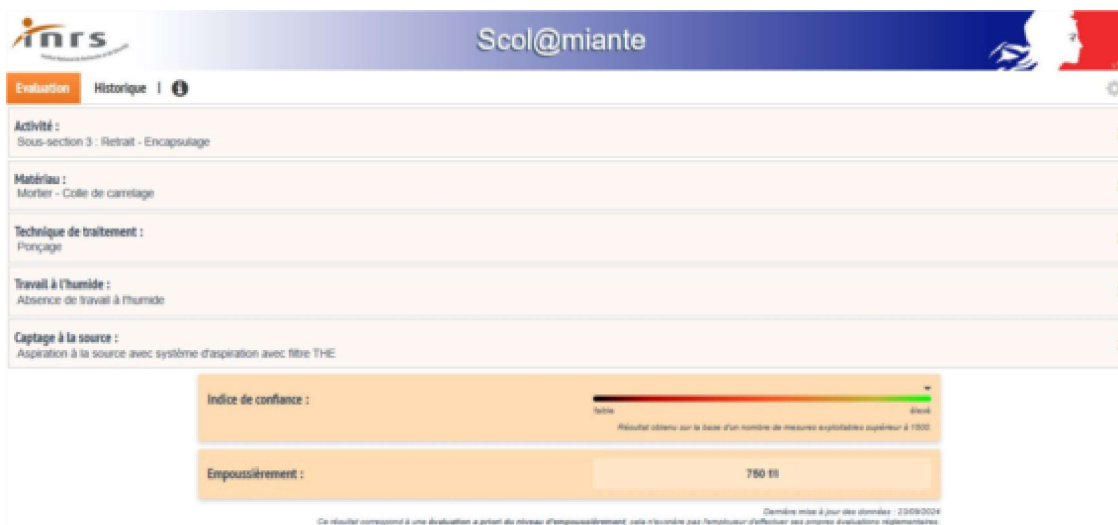 inrs
Scol@miante
Evaluation Historique | i
Activité :
Sous-section 3 : Retrait - Encapsulage
Matériau :
Mortier - Colle de carrelage
Technique de traitement :
Ponçage
Travail à l'humide :
Absence de travail à l'humide
Captage à la source :
Aspiration à la source avec système d'aspiration avec filtre THE
Indice de confiance :
faible élevé
Résultat obtenu sur la base d'un nombre de mesures exploitables supérieur à 1000.
Empoussièrement :
750 f/l
Dernière mise à jour des données : 23/09/2024
Ce résultat correspond à une évaluation a priori du niveau d'empoussièrement, cela n'exonère pas l'employeur d'effectuer ses propres évaluations réglementaires.